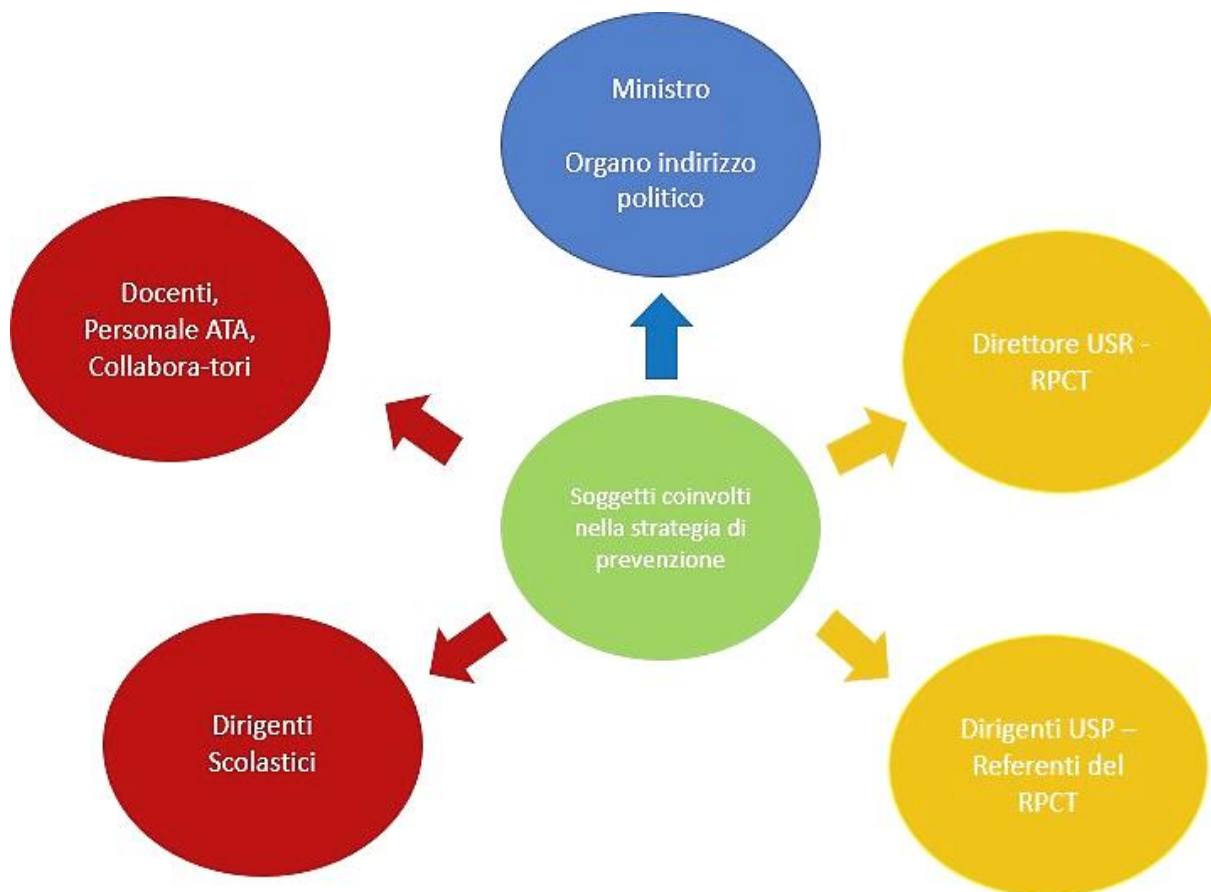 Ministro
Organo indirizzo
politico
Docenti,
Personale ATA,
Collabora-tori
Direttore USR -
RPCT
Soggetti coinvolti
nella strategia di
prevenzione
Dirigenti
Scolastici
Dirigenti USP –
Referenti del
RPCT